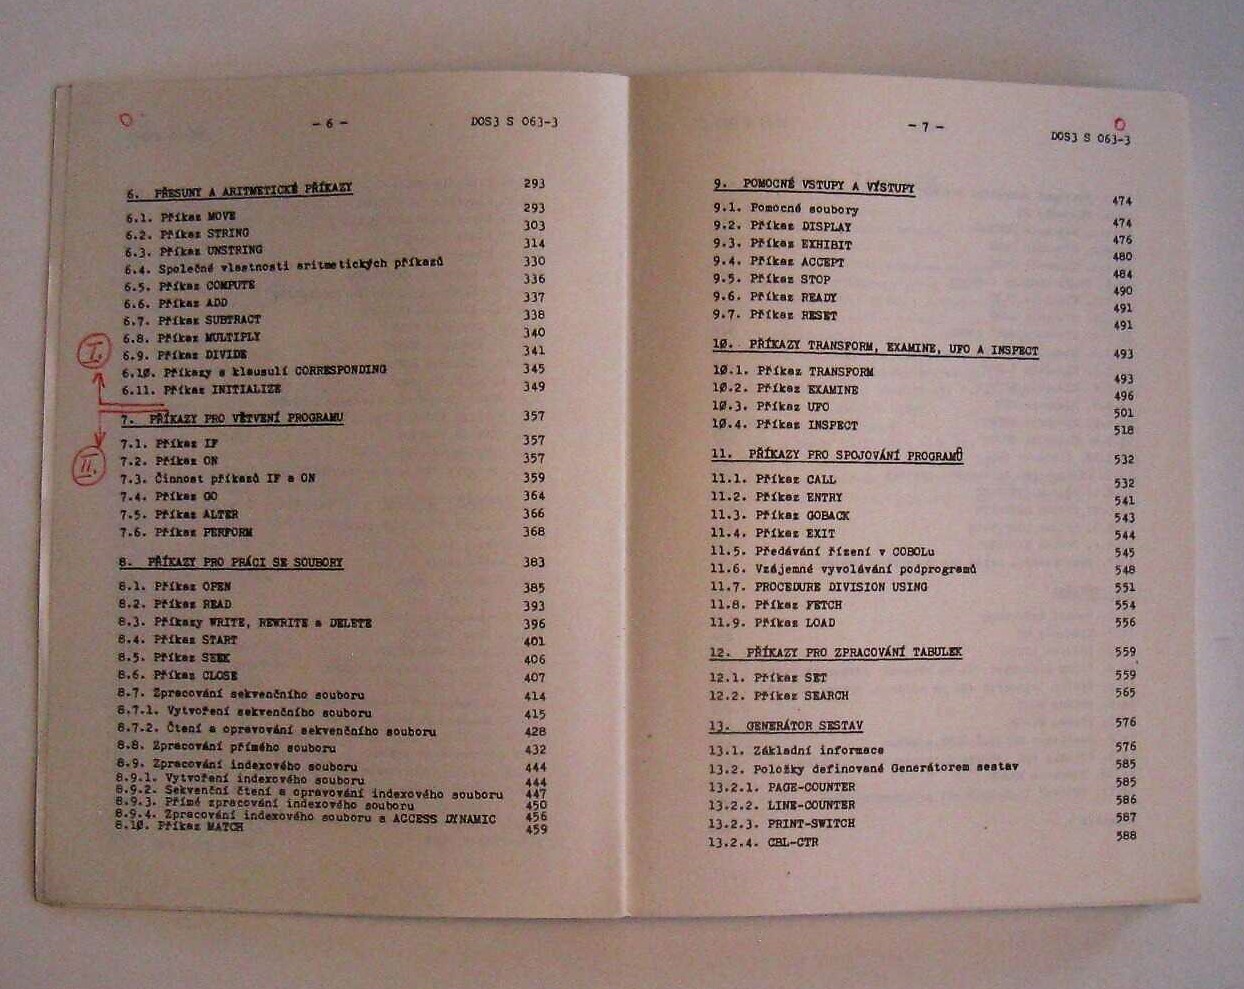 O
- 6 -    DOS3 S 063-3
6.  PŘESUNY A ARITMETICKÉ PŘÍKAZY    293
6.1. Příkaz MOVE    293
6.2. Příkaz STRING    303
6.3. Příkaz UNSTRING    314
6.4. Společné vlastnosti aritmetických příkazů    330
6.5. Příkaz COMPUTE    336
6.6. Příkaz ADD    337
6.7. Příkaz SUBTRACT    338
6.8. Příkaz MULTIPLY    340
I.
6.9. Příkaz DIVIDE    341
6.10. Příkazy s klausulí CORRESPONDING    345
6.11. Příkaz INITIALIZE    349
7.  PŘÍKAZY PRO VĚTVENÍ PROGRAMU    357
7.1. Příkaz IF    357
7.2. Příkaz ON    357
II.
7.3. Činnost příkazů IF a ON    359
7.4. Příkaz GO    364
7.5. Příkaz ALTER    366
7.6. Příkaz PERFORM    368
8.  PŘÍKAZY PRO PRÁCI SE SOUBORY    383
8.1. Příkaz OPEN    385
8.2. Příkaz READ    393
8.3. Příkazy WRITE, REWRITE a DELETE    396
8.4. Příkaz START    401
8.5. Příkaz SEEK    406
8.6. Příkaz CLOSE    407
8.7. Zpracování sekvenčního souboru    414
8.7.1. Vytvoření sekvenčního souboru    415
8.7.2. Čtení a opravování sekvenčního souboru    428
8.8. Zpracování přímého souboru    432
8.9. Zpracování indexového souboru    444
8.9.1. Vytvoření indexového souboru    444
8.9.2. Sekvenční čtení a opravování indexového souboru    447
8.9.3. Přímé zpracování indexového souboru    450
8.9.4. Zpracování indexového souboru s ACCESS DYNAMIC    456
8.10. Příkaz MATCH    459
O
- 7 -    DOS3 S 063-3
9.  POMOCNÉ VSTUPY A VÝSTUPY    474
9.1. Pomocné soubory    474
9.2. Příkaz DISPLAY    476
9.3. Příkaz EXHIBIT    480
9.4. Příkaz ACCEPT    484
9.5. Příkaz STOP    490
9.6. Příkaz READY    491
9.7. Příkaz RESET    491
10.  PŘÍKAZY TRANSFORM, EXAMINE, UFO A INSPECT    493
10.1. Příkaz TRANSFORM    493
10.2. Příkaz EXAMINE    496
10.3. Příkaz UFO    501
10.4. Příkaz INSPECT    518
11.  PŘÍKAZY PRO SPOJOVÁNÍ PROGRAMŮ    532
11.1. Příkaz CALL    532
11.2. Příkaz ENTRY    541
11.3. Příkaz GOBACK    543
11.4. Příkaz EXIT    544
11.5. Předávání řízení v COBOLu    545
11.6. Vzájemné vyvolávání podprogramů    548
11.7. PROCEDURE DIVISION USING    551
11.8. Příkaz FETCH    554
11.9. Příkaz LOAD    556
12.  PŘÍKAZY PRO ZPRACOVÁNÍ TABULEK    559
12.1. Příkaz SET    559
12.2. Příkaz SEARCH    565
13.  GENERÁTOR SESTAV    576
13.1. Základní informace    576
13.2. Položky definované Generátorem sestav    585
13.2.1. PAGE-COUNTER    585
13.2.2. LINE-COUNTER    586
13.2.3. PRINT-SWITCH    587
13.2.4. CBL-CTR    588